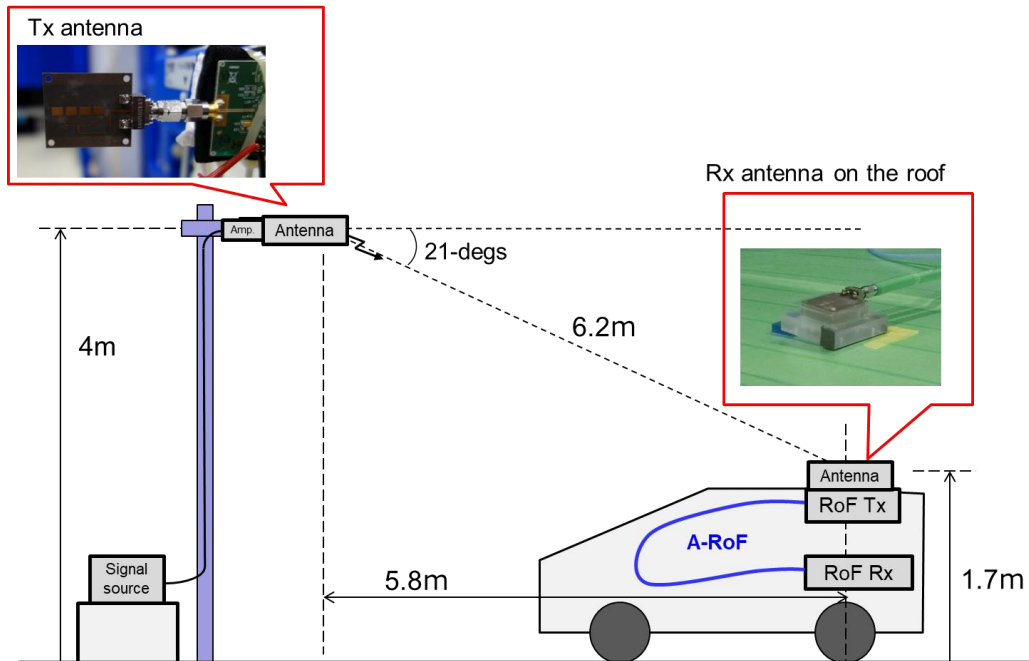 Tx antenna
Rx antenna on the roof
Amp.
Antenna
21-degs
4m
6.2m
Antenna
RoF Tx
A-RoF
RoF Rx
Signal
source
5.8m
1.7m